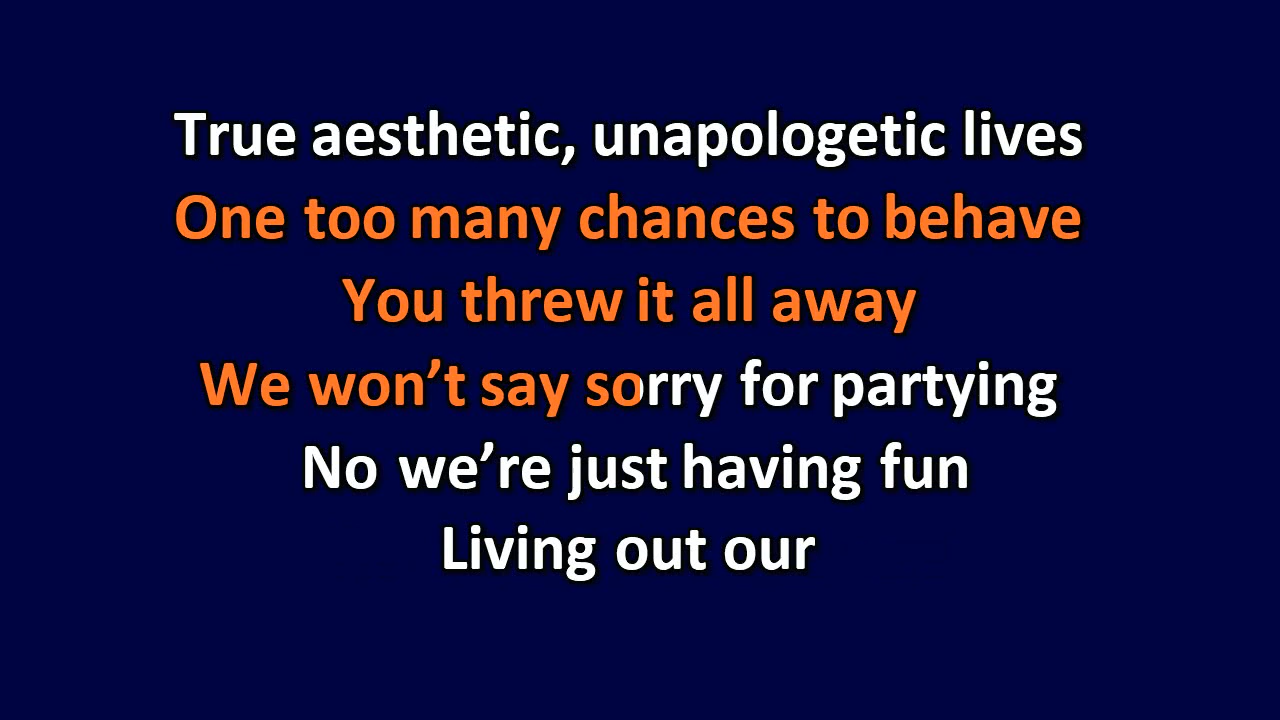 True aesthetic, unapologetic lives
One too many chances to behave
You threw it all away
We won’t say sorry for partying
No we’re just having fun
Living out our